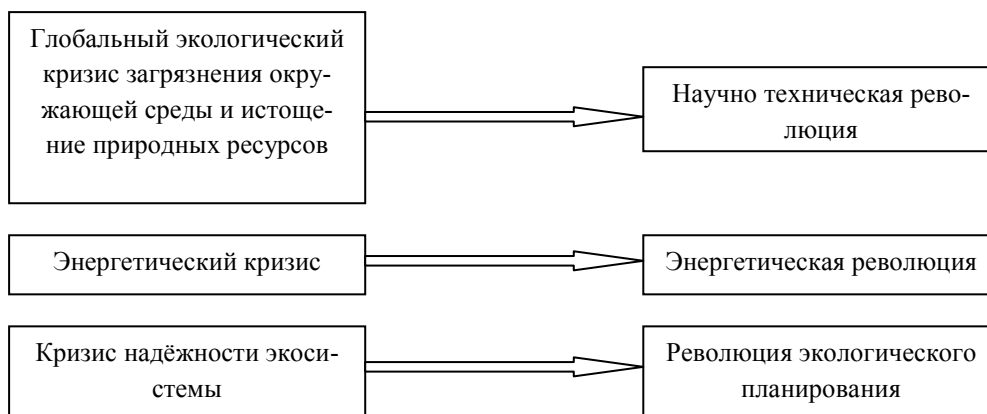 Глобальный экологический
кризис загрязнения окру-
жающей среды и истоще-
ние природных ресурсов
Научно техническая рево-
люция
Энергетический кризис
Энергетическая революция
Кризис надёжности экоси-
стемы
Революция экологического
планирования